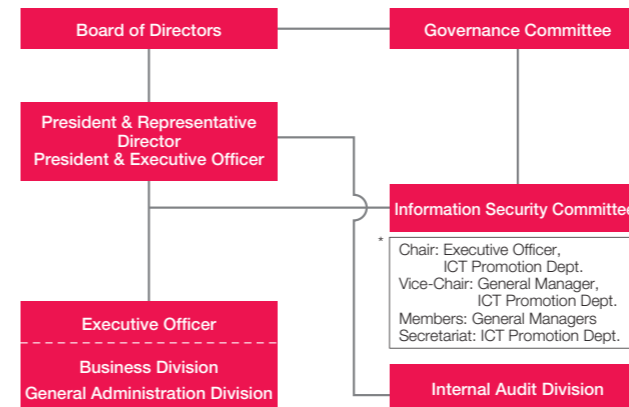 Board of Directors
Governance Committee
President & Representative
Director
President & Executive Officer
Information Security Committee
*
Chair: Executive Officer,
ICT Promotion Dept.
Vice-Chair: General Manager,
ICT Promotion Dept.
Members: General Managers
Secretariat: ICT Promotion Dept.
Executive Officer
Business Division
General Administration Division
Internal Audit Division